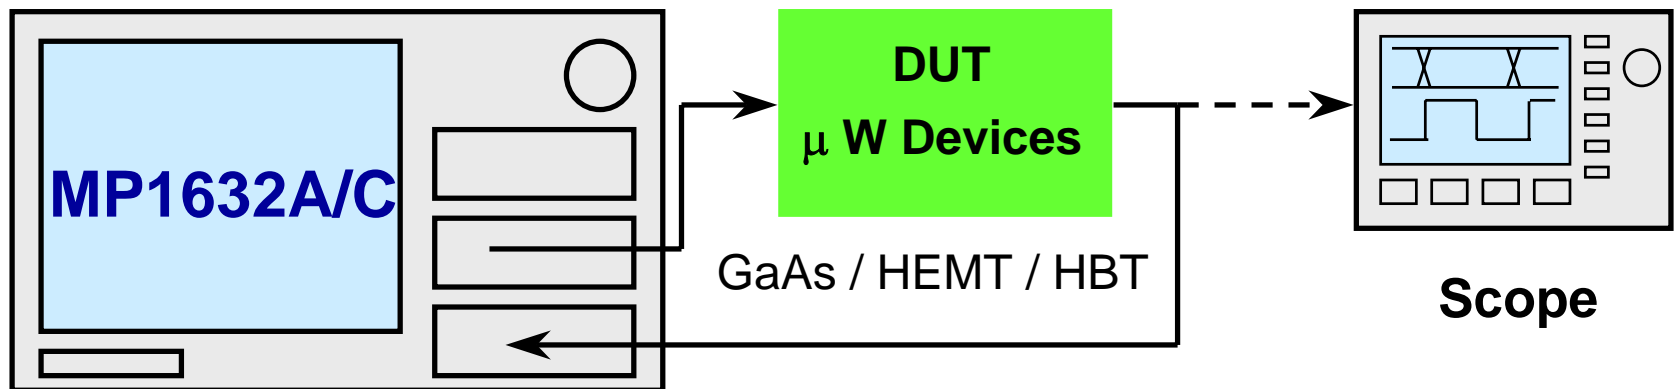 MP1632A/C
DUT
μ W Devices
GaAs / HEMT / HBT
Scope